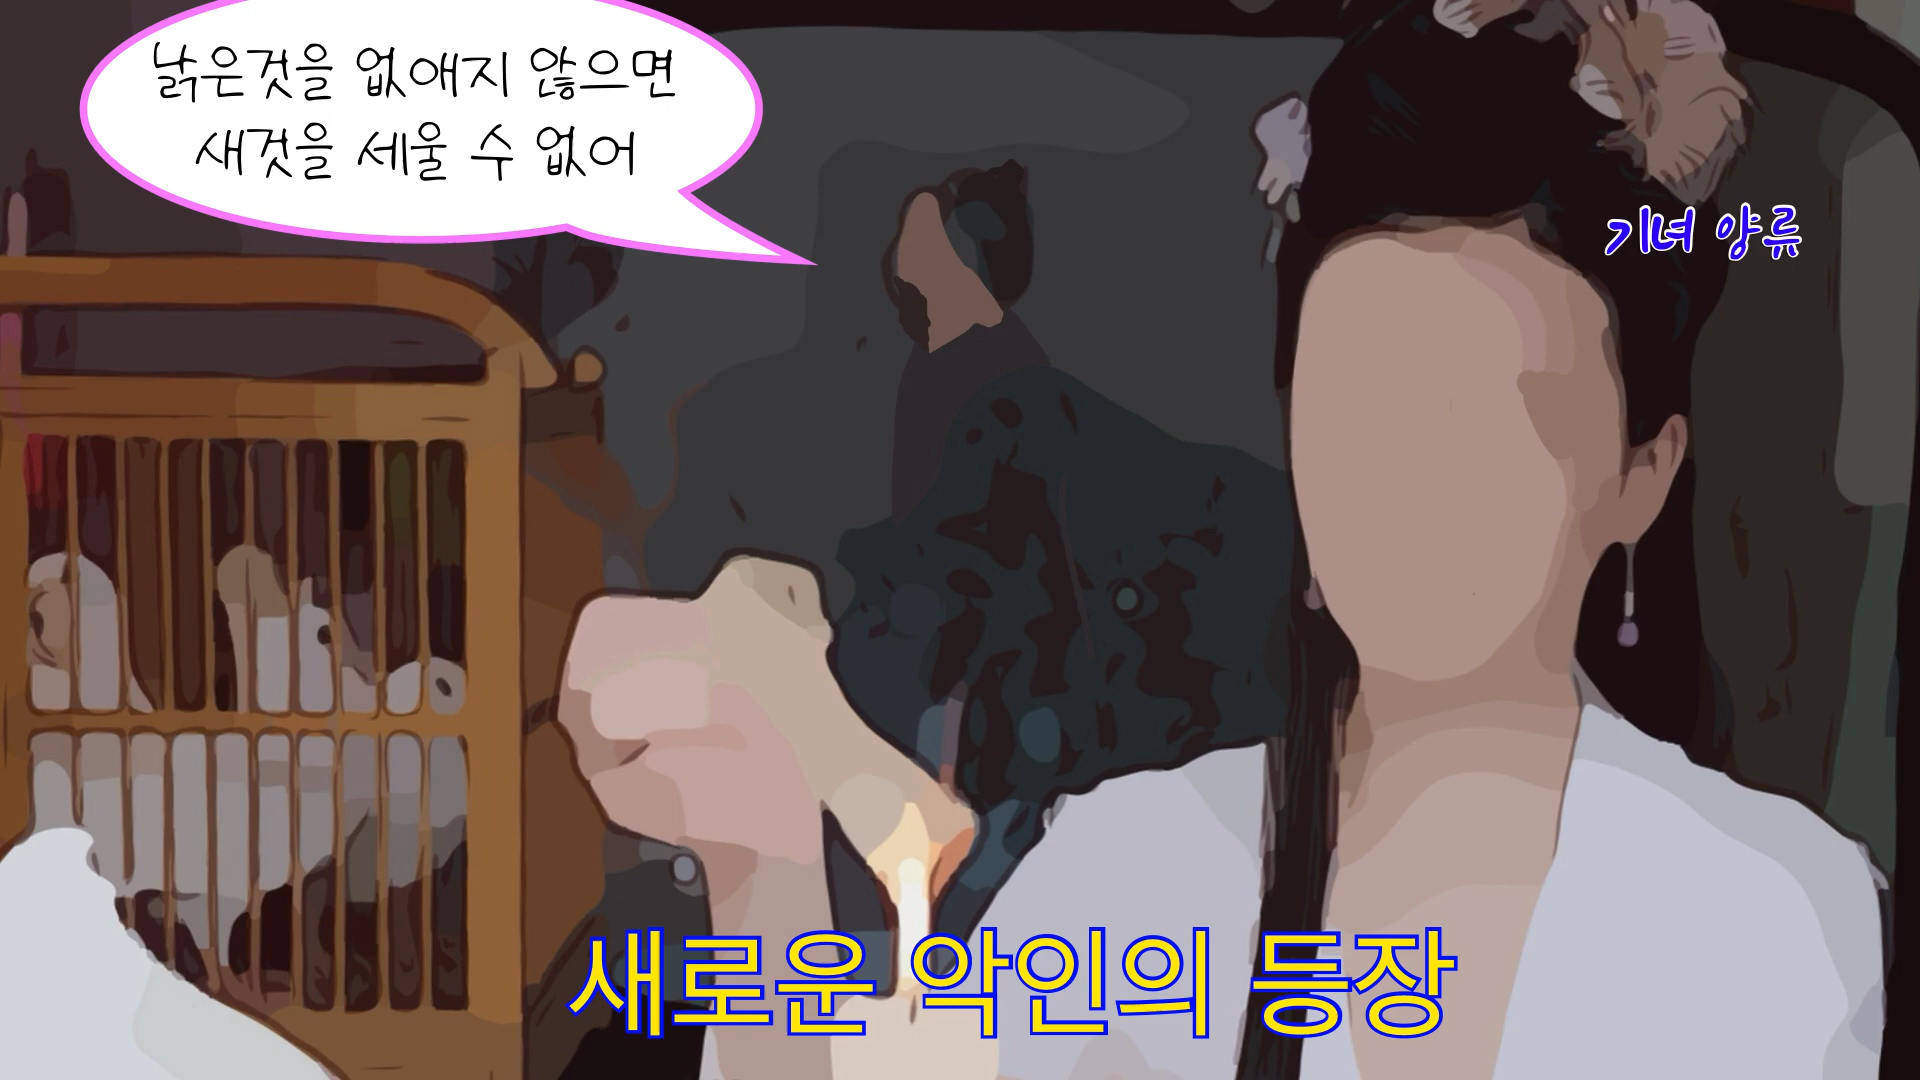 낡은것을 없애지 않으면
새것을 세울 수 없어
기녀 양류
새로운 악인의 등장